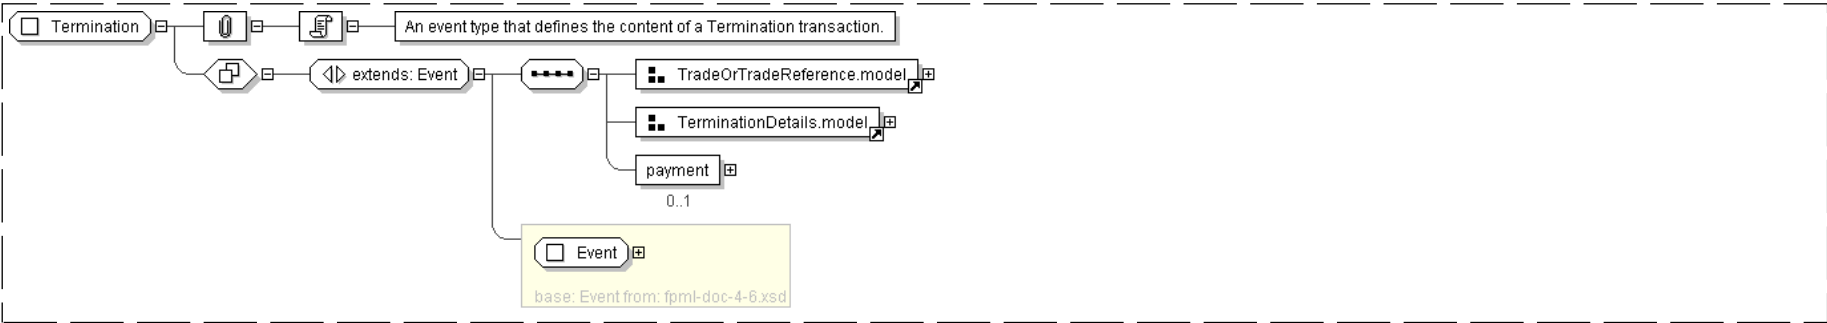 Termination
An event type that defines the content of a Termination transaction.
extends: Event
TradeOrTradeReference.model
TerminationDetails.model
payment
0..1
Event
base: Event from: fpml-doc-4-6.xsd